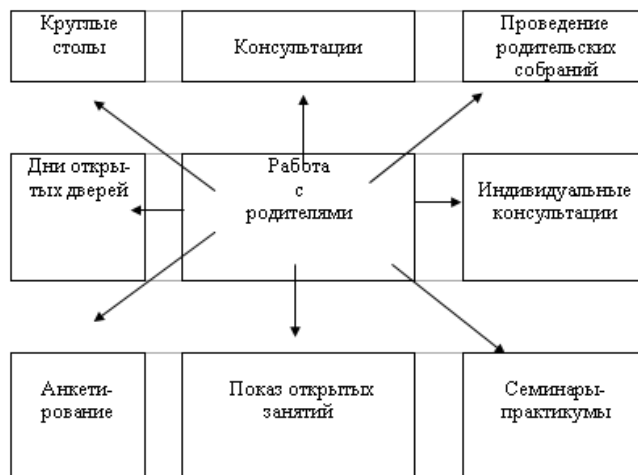 Круглые
столы
Консультации
Проведение
родительских
собраний
Дни откры-
тых дверей
Работа
с
родителями
Индивидуальные
консультации
Анкети-
рование
Показ открытых
занятий
Семинары-
практикумы